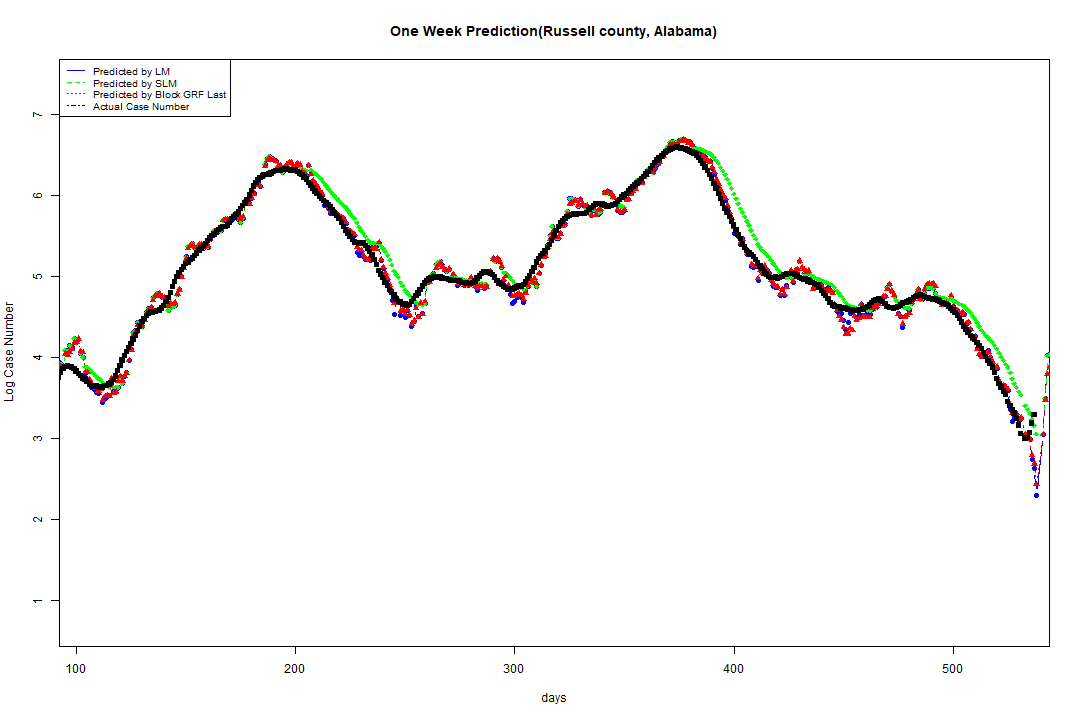 One Week Prediction(Russell county, Alabama)
Predicted by LM
Predicted by SLM
Predicted by Block GRF Last
Actual Case Number
Log Case Number
7
6
5
4
3
2
1
100 200 300 400 500
days